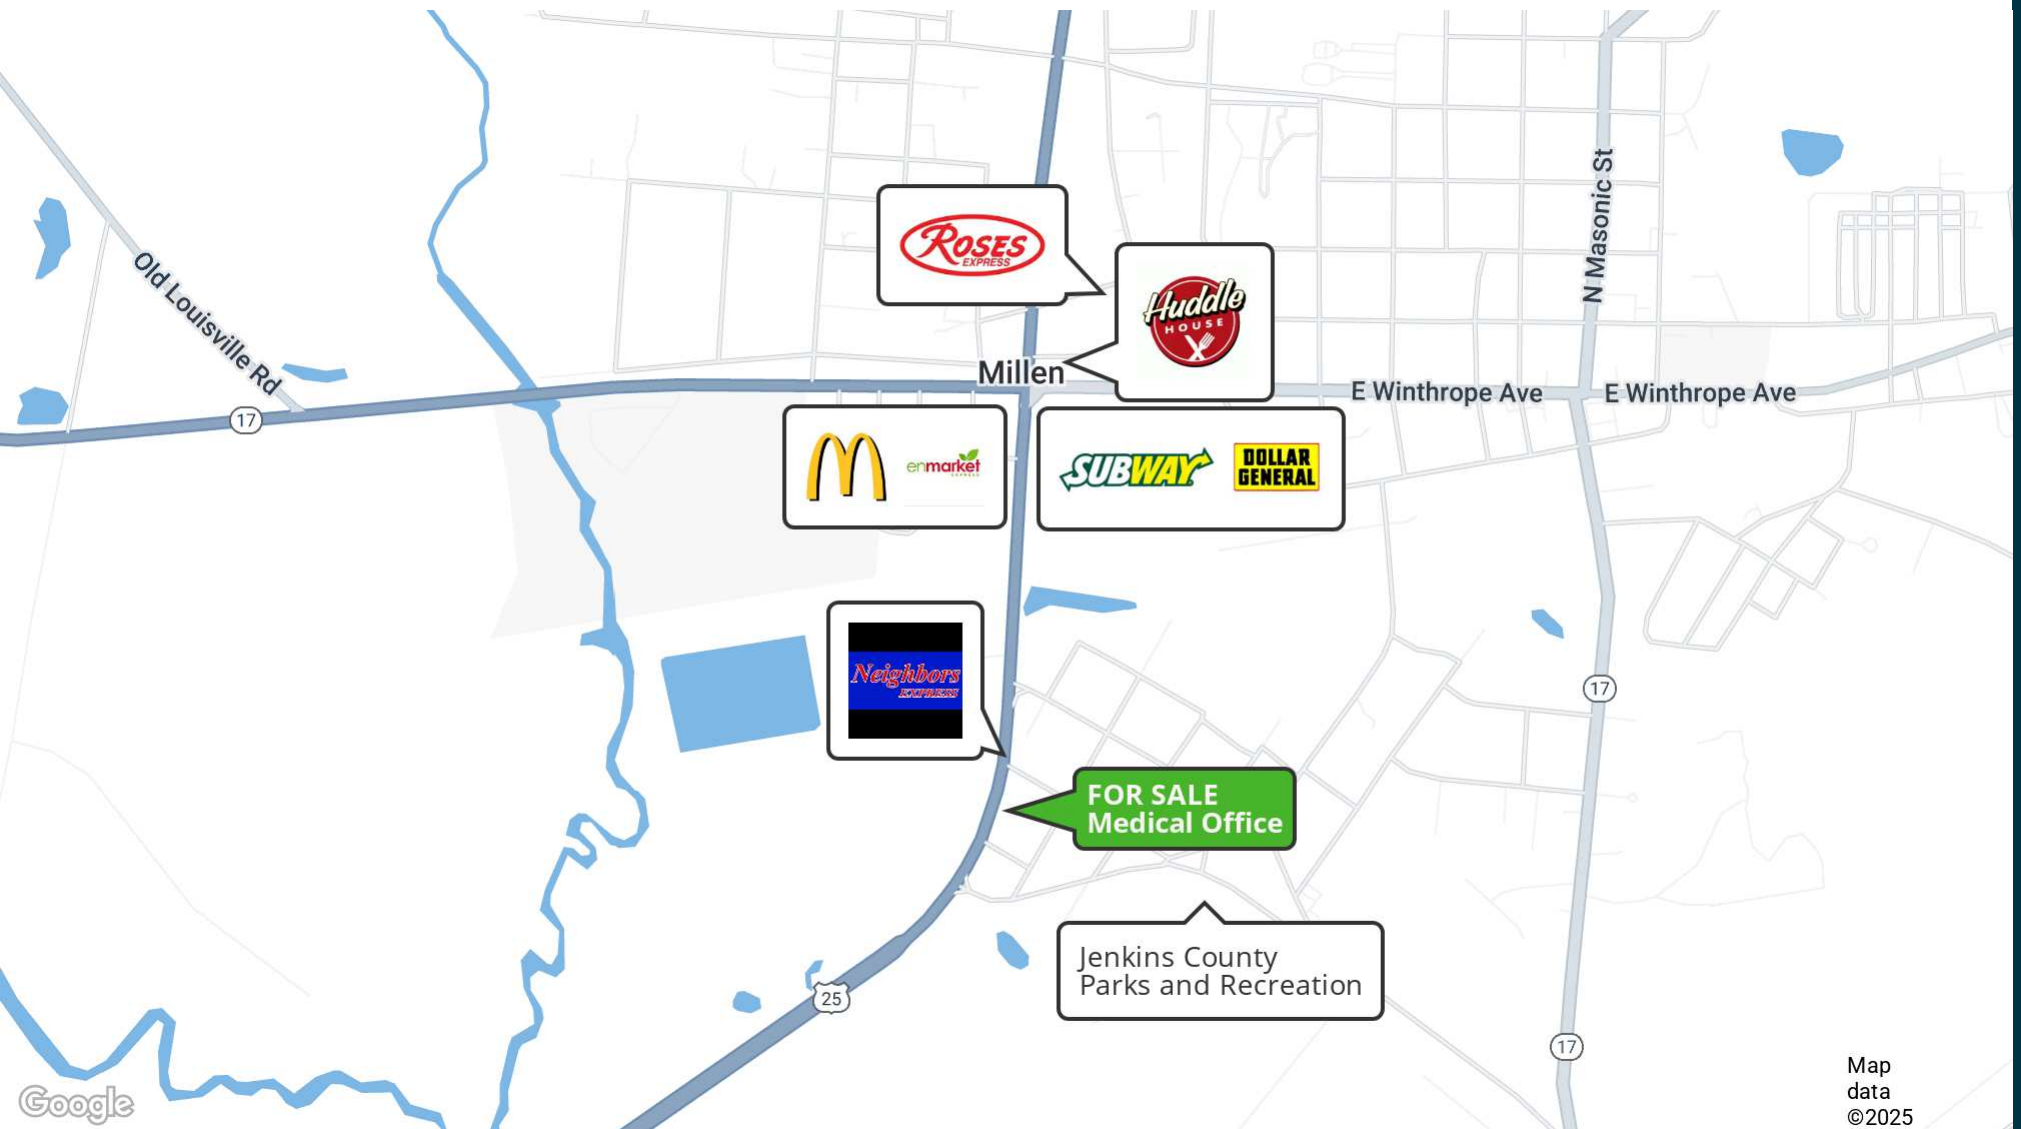 N Masonic St
ROSES
EXPRESS
Old Louisville Rd
Huddle
HOUSE
Millen
E Winthrope Ave
E Winthrope Ave
17
enmarket
EXPRESS
SUBWAY
DOLLAR
GENERAL
Neighbors
EXPRESS
17
FOR SALE
Medical Office
Jenkins County
Parks and Recreation
25
17
Map
data
©2025
Google